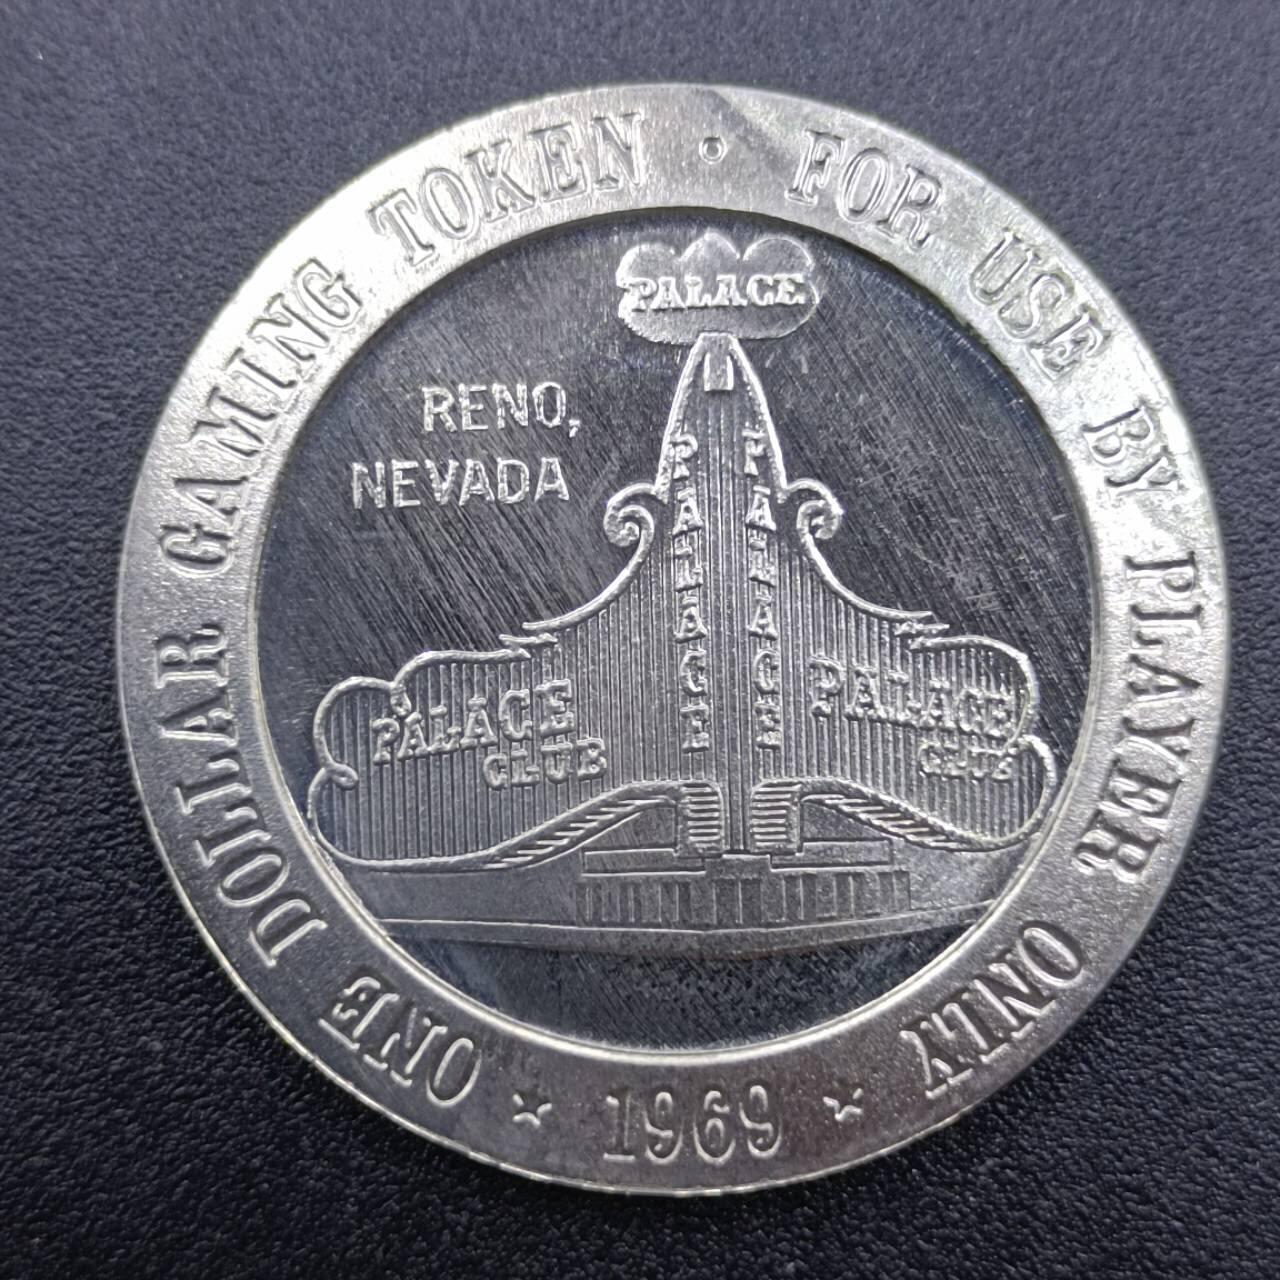 ONE DOLLAR GAMING TOKEN • FOR USE BY PLAYER ONLY
★ 1969 ★
PALACE
RENO,
NEVADA
PALACE
PALACE
PALACE
CLUB
PALACE
CLUB